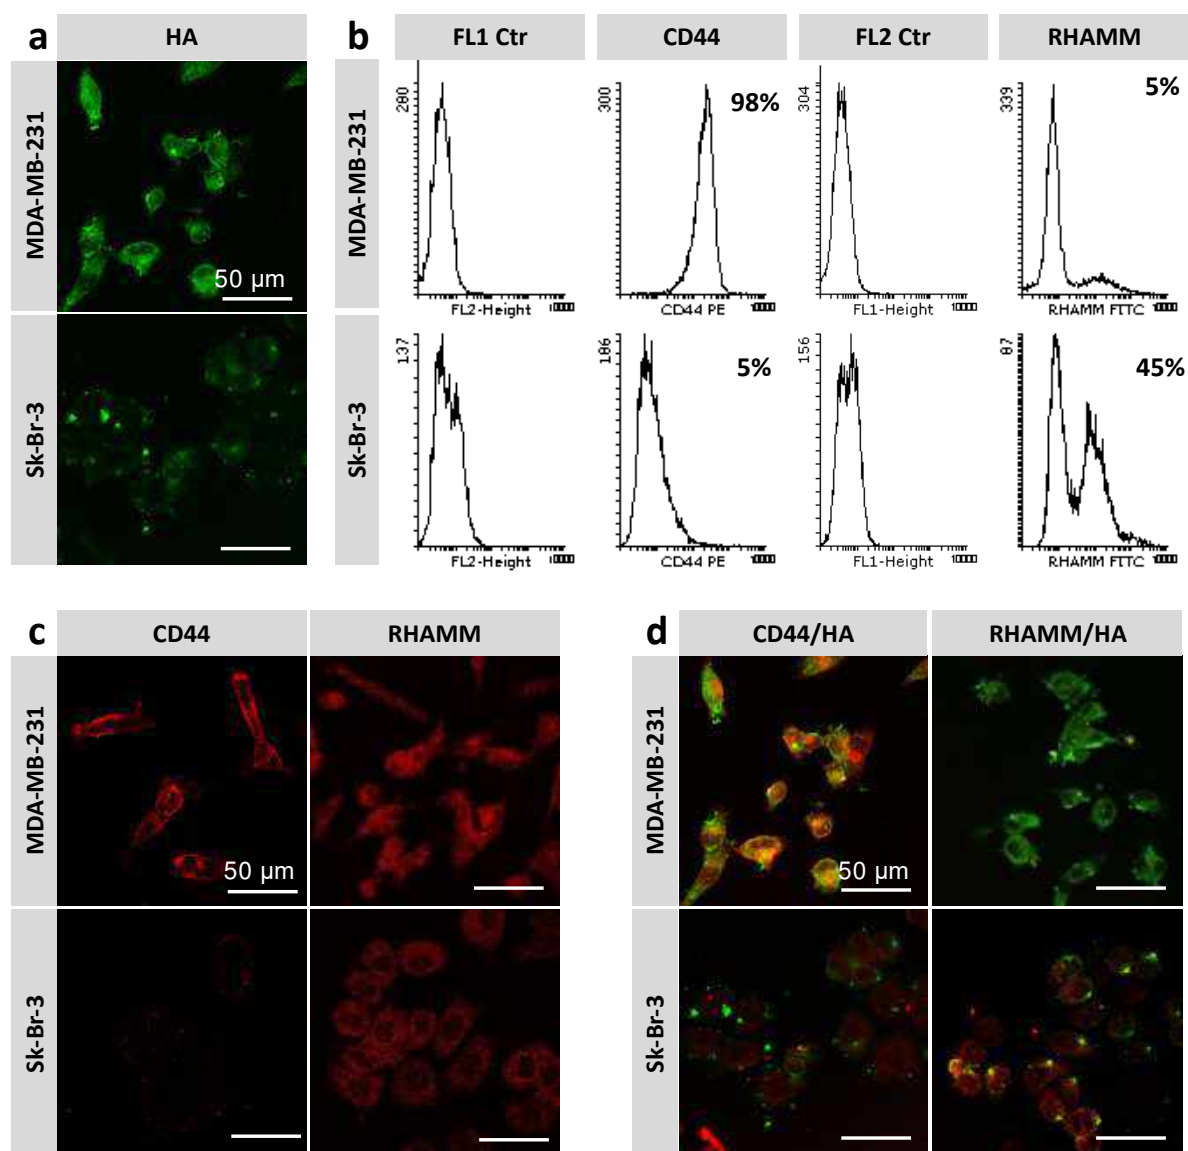 a
HA
b
FL1 Ctr
CD44
FL2 Ctr
RHAMM
MDA-MB-231
50 µm
Sk-Br-3
MDA-MB-231
280
300
98%
304
339
5%
FL2-Height
CD44 PE
FL1-Height
RHAMM FITC
Sk-Br-3
137
186
5%
156
87
45%
FL2-Height
CD44 PE
FL1-Height
RHAMM FITC
c
CD44
RHAMM
MDA-MB-231
50 µm
Sk-Br-3
d
CD44/HA
RHAMM/HA
MDA-MB-231
50 µm
Sk-Br-3